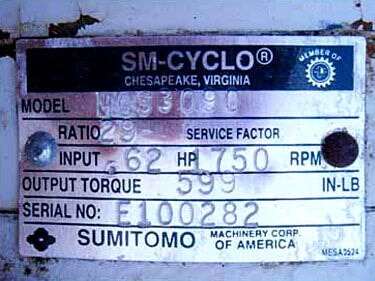 SM-CYCLO®
CHESAPEAKE, VIRGINIA
MEMBER OF
MODEL
RATIO 29 SERVICE FACTOR
INPUT .62 HP 1750 RPM
OUTPUT TORQUE 599 IN-LB
SERIAL NO: E100282
SUMITOMO MACHINERY CORP. OF AMERICA
MESA0524